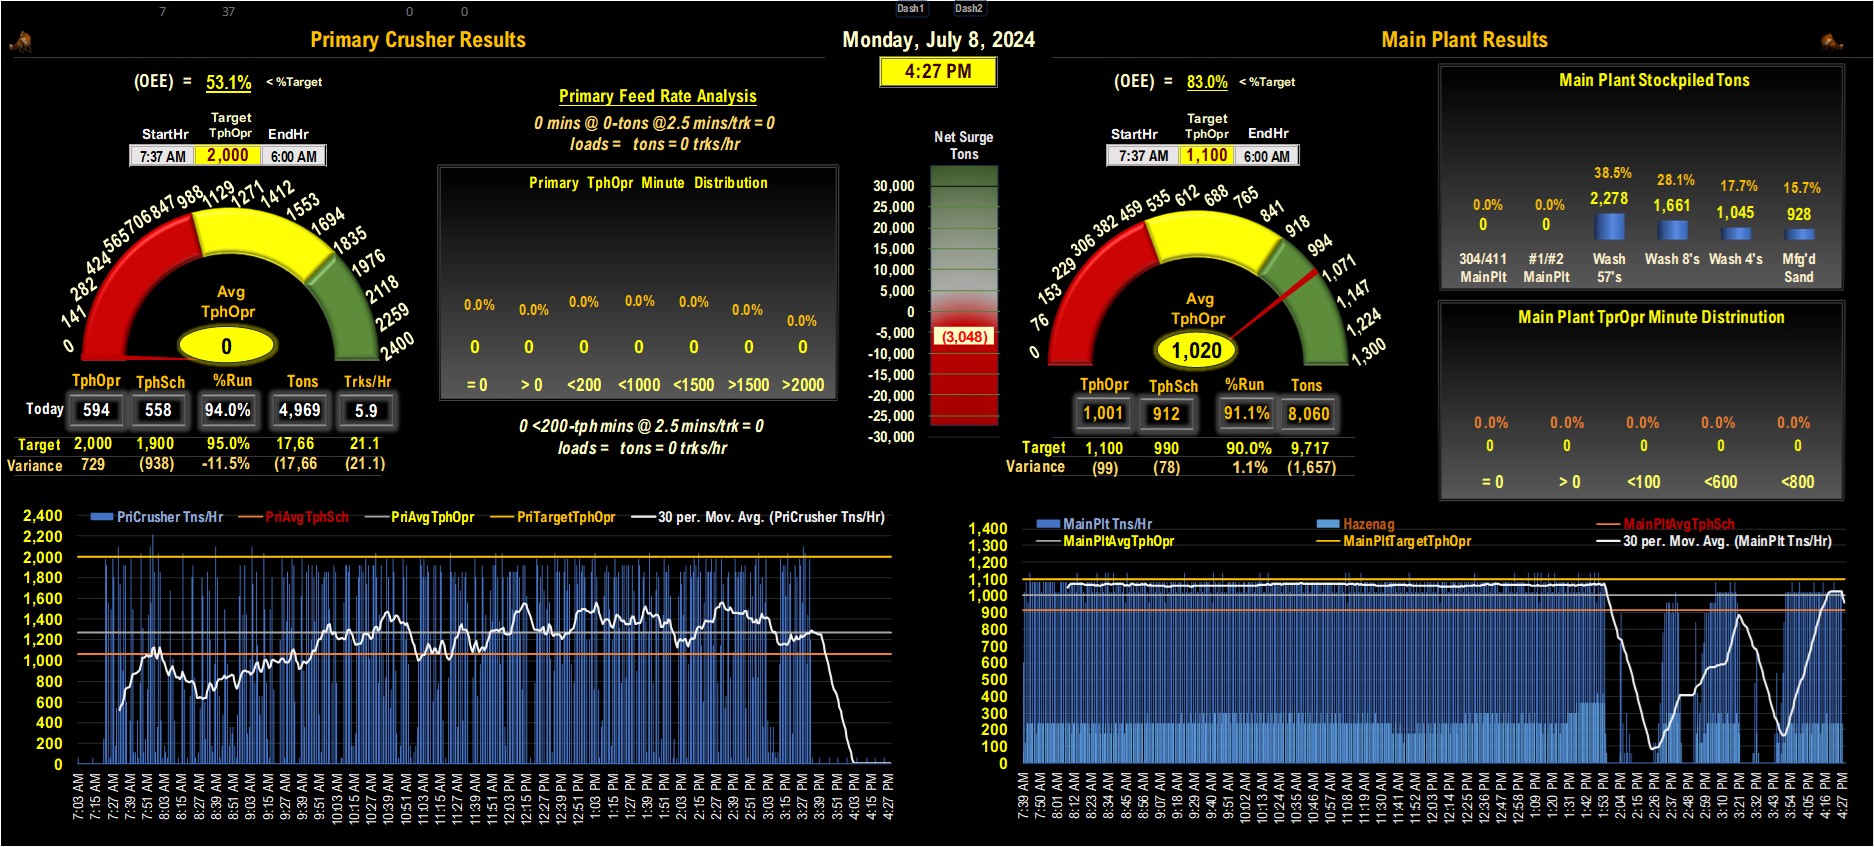 7 37 0 0 Dash1 Dash2
Primary Crusher Results
Monday, July 8, 2024
Main Plant Results
4:27 PM
(OEE) = 53.1% < %Target
Target
StartHr TphOpr EndHr
7:37 AM 2,000 6:00 AM
0 141 282 424 565 706 847 988 1129 1271 1412 1553 1694 1835 1976 2118 2259 2400
Avg
TphOpr
0
TphOpr TphSch %Run Tons Trks/Hr
Today 594 558 94.0% 4,969 5.9
Target 2,000 1,900 95.0% 17,66 21.1
Variance 729 (938) -11.5% (17,66 (21.1)
Primary Feed Rate Analysis
0 mins @ 0-tons @2.5 mins/trk = 0
loads = tons = 0 trks/hr
Primary TphOpr Minute Distribution
0.0% 0.0% 0.0% 0.0% 0.0% 0.0% 0.0%
0 0 0 0 0 0 0
= 0 > 0 <200 <1000 <1500 >1500 >2000
0 <200-tph mins @ 2.5 mins/trk = 0
loads = tons = 0 trks/hr
Net Surge
Tons
30,000
25,000
20,000
15,000
10,000
5,000
0
-5,000
(3,048)
-10,000
-15,000
-20,000
-25,000
-30,000
(OEE) = 83.0% < %Target
Target
StartHr TphOpr EndHr
7:37 AM 1,100 6:00 AM
0 76 153 229 306 382 459 535 612 688 765 841 918 994 1,071 1,147 1,224 1,300
Avg
TphOpr
1,020
TphOpr TphSch %Run Tons
1,001 912 91.1% 8,060
Target 1,100 990 90.0% 9,717
Variance (99) (78) 1.1% (1,657)
Main Plant Stockpiled Tons
0.0% 0.0% 38.5% 28.1% 17.7% 15.7%
0 0 2,278 1,661 1,045 928
304/411 #1/#2 Wash Wash 8's Wash 4's Mfg'd
MainPlt MainPlt 57's Sand
Main Plant TprOpr Minute Distrinution
0.0% 0.0% 0.0% 0.0% 0.0%
0 0 0 0 0
= 0 > 0 <100 <600 <800
PriCrusher Tns/Hr PriAvgTphSch PriAvgTphOpr PriTargetTphOpr 30 per. Mov. Avg. (PriCrusher Tns/Hr)
2,400
2,200
2,000
1,800
1,600
1,400
1,200
1,000
800
600
400
200
0
7:03 AM 7:15 AM 7:27 AM 7:39 AM 7:51 AM 8:03 AM 8:15 AM 8:27 AM 8:39 AM 8:51 AM 9:03 AM 9:15 AM 9:27 AM 9:39 AM 9:51 AM 10:03 AM 10:15 AM 10:27 AM 10:39 AM 10:51 AM 11:03 AM 11:15 AM 11:27 AM 11:39 AM 11:51 AM 12:03 PM 12:15 PM 12:27 PM 12:39 PM 12:51 PM 1:03 PM 1:15 PM 1:27 PM 1:39 PM 1:51 PM 2:03 PM 2:15 PM 2:27 PM 2:39 PM 2:51 PM 3:03 PM 3:15 PM 3:27 PM 3:39 PM 3:51 PM 4:03 PM 4:15 PM 4:27 PM
MainPlt Tns/Hr Hazenag MainPltAvgTphSch
MainPltAvgTphOpr MainPltTargetTphOpr 30 per. Mov. Avg. (MainPlt Tns/Hr)
1,400
1,300
1,200
1,100
1,000
900
800
700
600
500
400
300
200
100
0
7:39 AM 7:50 AM 8:01 AM 8:12 AM 8:23 AM 8:34 AM 8:45 AM 8:56 AM 9:07 AM 9:18 AM 9:29 AM 9:40 AM 9:51 AM 10:02 AM 10:13 AM 10:24 AM 10:35 AM 10:46 AM 10:57 AM 11:08 AM 11:19 AM 11:30 AM 11:41 AM 11:52 AM 12:03 PM 12:14 PM 12:25 PM 12:36 PM 12:47 PM 12:58 PM 1:09 PM 1:20 PM 1:31 PM 1:42 PM 1:53 PM 2:04 PM 2:15 PM 2:26 PM 2:37 PM 2:48 PM 2:59 PM 3:10 PM 3:21 PM 3:32 PM 3:43 PM 3:54 PM 4:05 PM 4:16 PM 4:27 PM